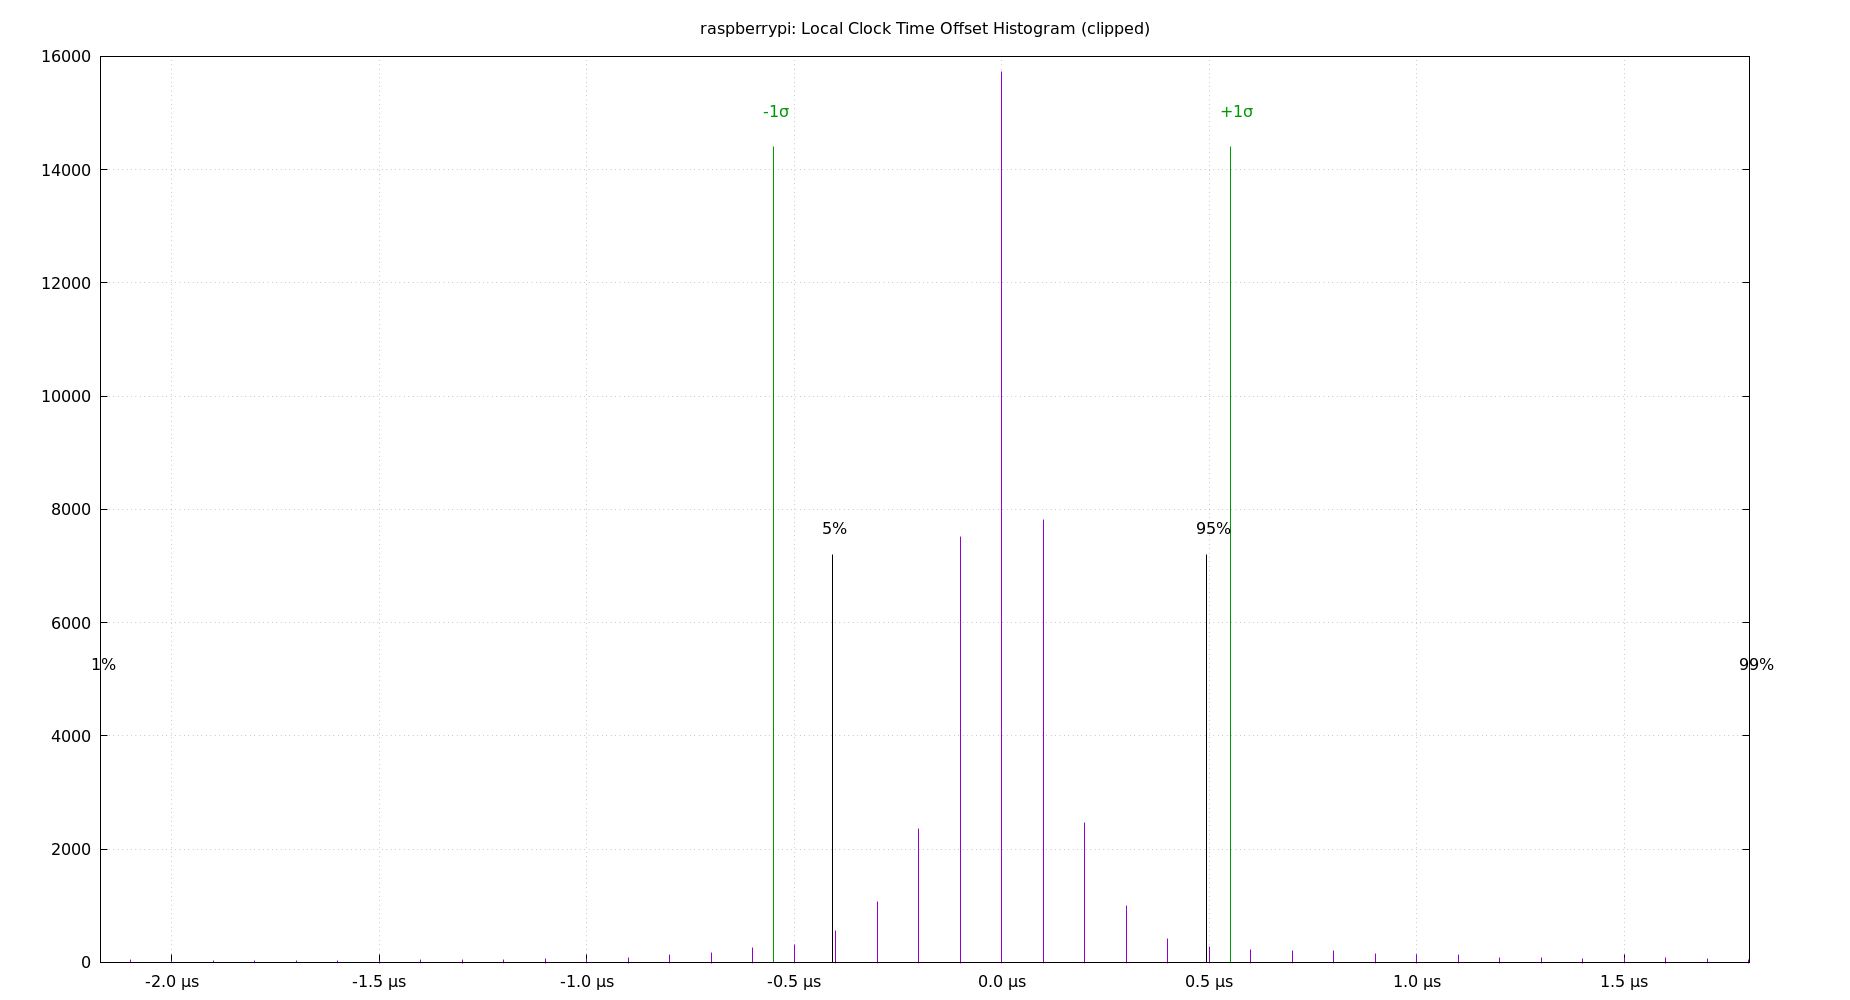 raspberrypi: Local Clock Time Offset Histogram (clipped)
16000
-1σ
+1σ
14000
12000
10000
8000
5%
95%
6000
1%
99%
4000
2000
0
-2.0 μs
-1.5 μs
-1.0 μs
-0.5 μs
0.0 μs
0.5 μs
1.0 μs
1.5 μs